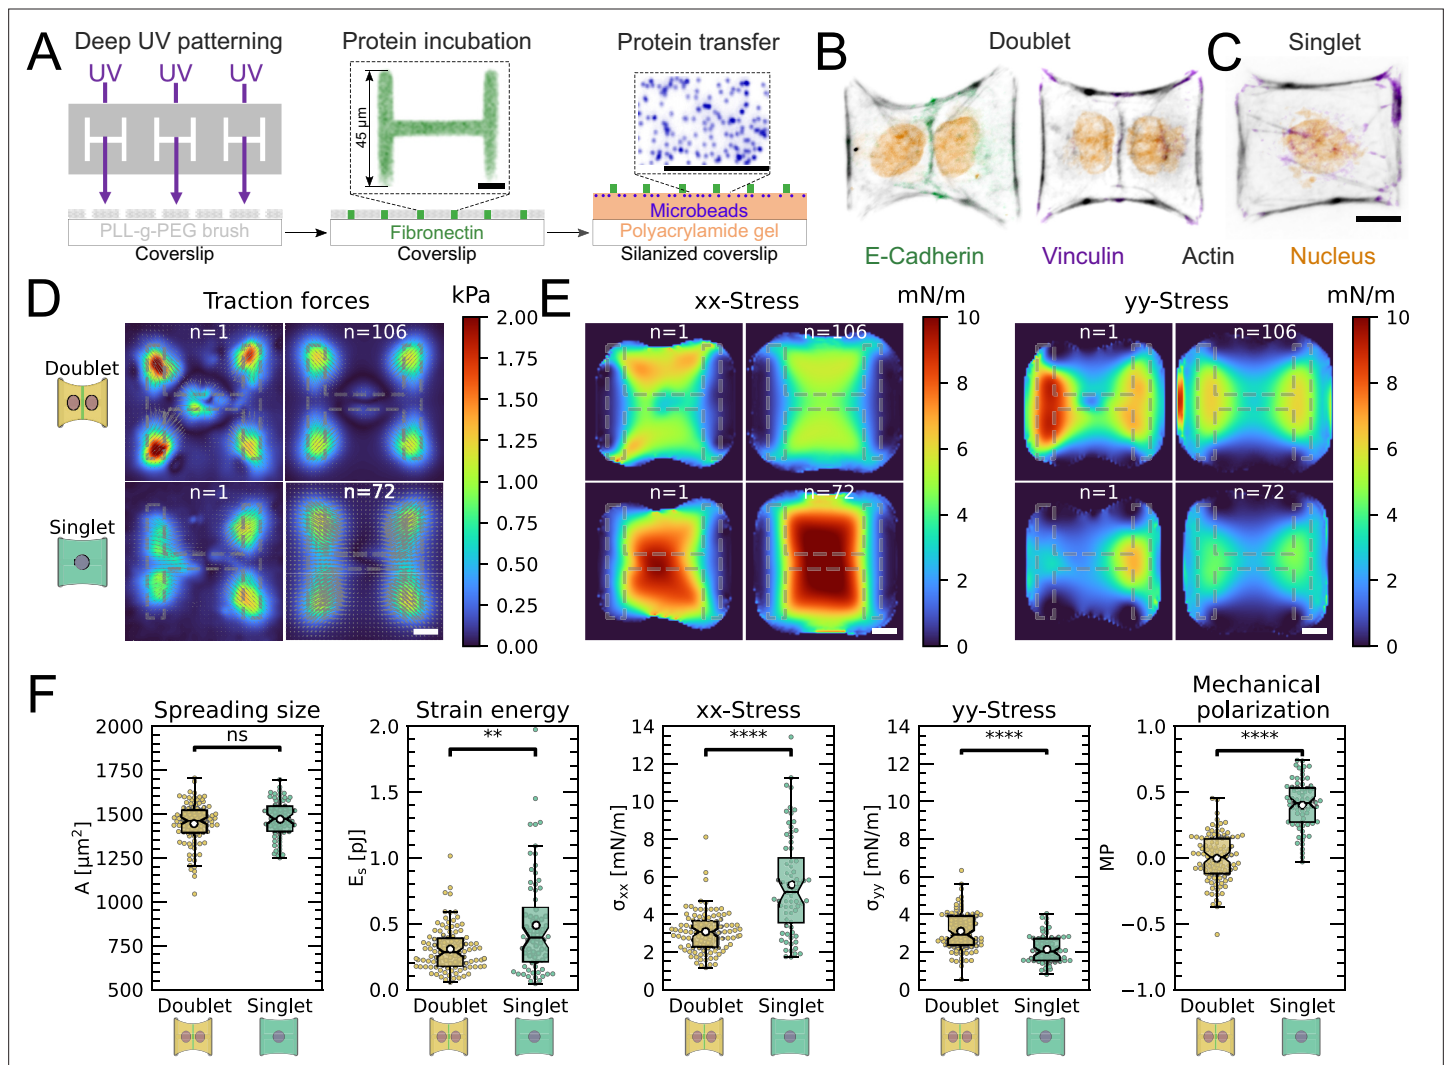 A
Deep UV patterning
UV UV UV
PLL-g-PEG brush
Coverslip
Protein incubation
45 µm
Fibronectin
Coverslip
Protein transfer
Microbeads
Polyacrylamide gel
Silanized coverslip
B
Doublet
C
Singlet
E-Cadherin Vinculin Actin Nucleus
D
Traction forces
kPa
n=1 n=106
Doublet
n=1 n=72
Singlet
2.00
1.75
1.50
1.25
1.00
0.75
0.50
0.25
0.00
E
xx-Stress
mN/m
n=1 n=106
n=1 n=72
10
8
6
4
2
0
yy-Stress
mN/m
n=1 n=106
n=1 n=72
10
8
6
4
2
0
F
Spreading size
ns
A [µm²]
2000
1750
1500
1250
1000
750
500
Doublet Singlet
Strain energy
**
Eₛ [pJ]
2.0
1.5
1.0
0.5
0.0
Doublet Singlet
xx-Stress
****
σxx [mN/m]
14
12
10
8
6
4
2
0
Doublet Singlet
yy-Stress
****
σyy [mN/m]
14
12
10
8
6
4
2
0
Doublet Singlet
Mechanical
polarization
****
MP
1.0
0.5
0.0
−0.5
−1.0
Doublet Singlet